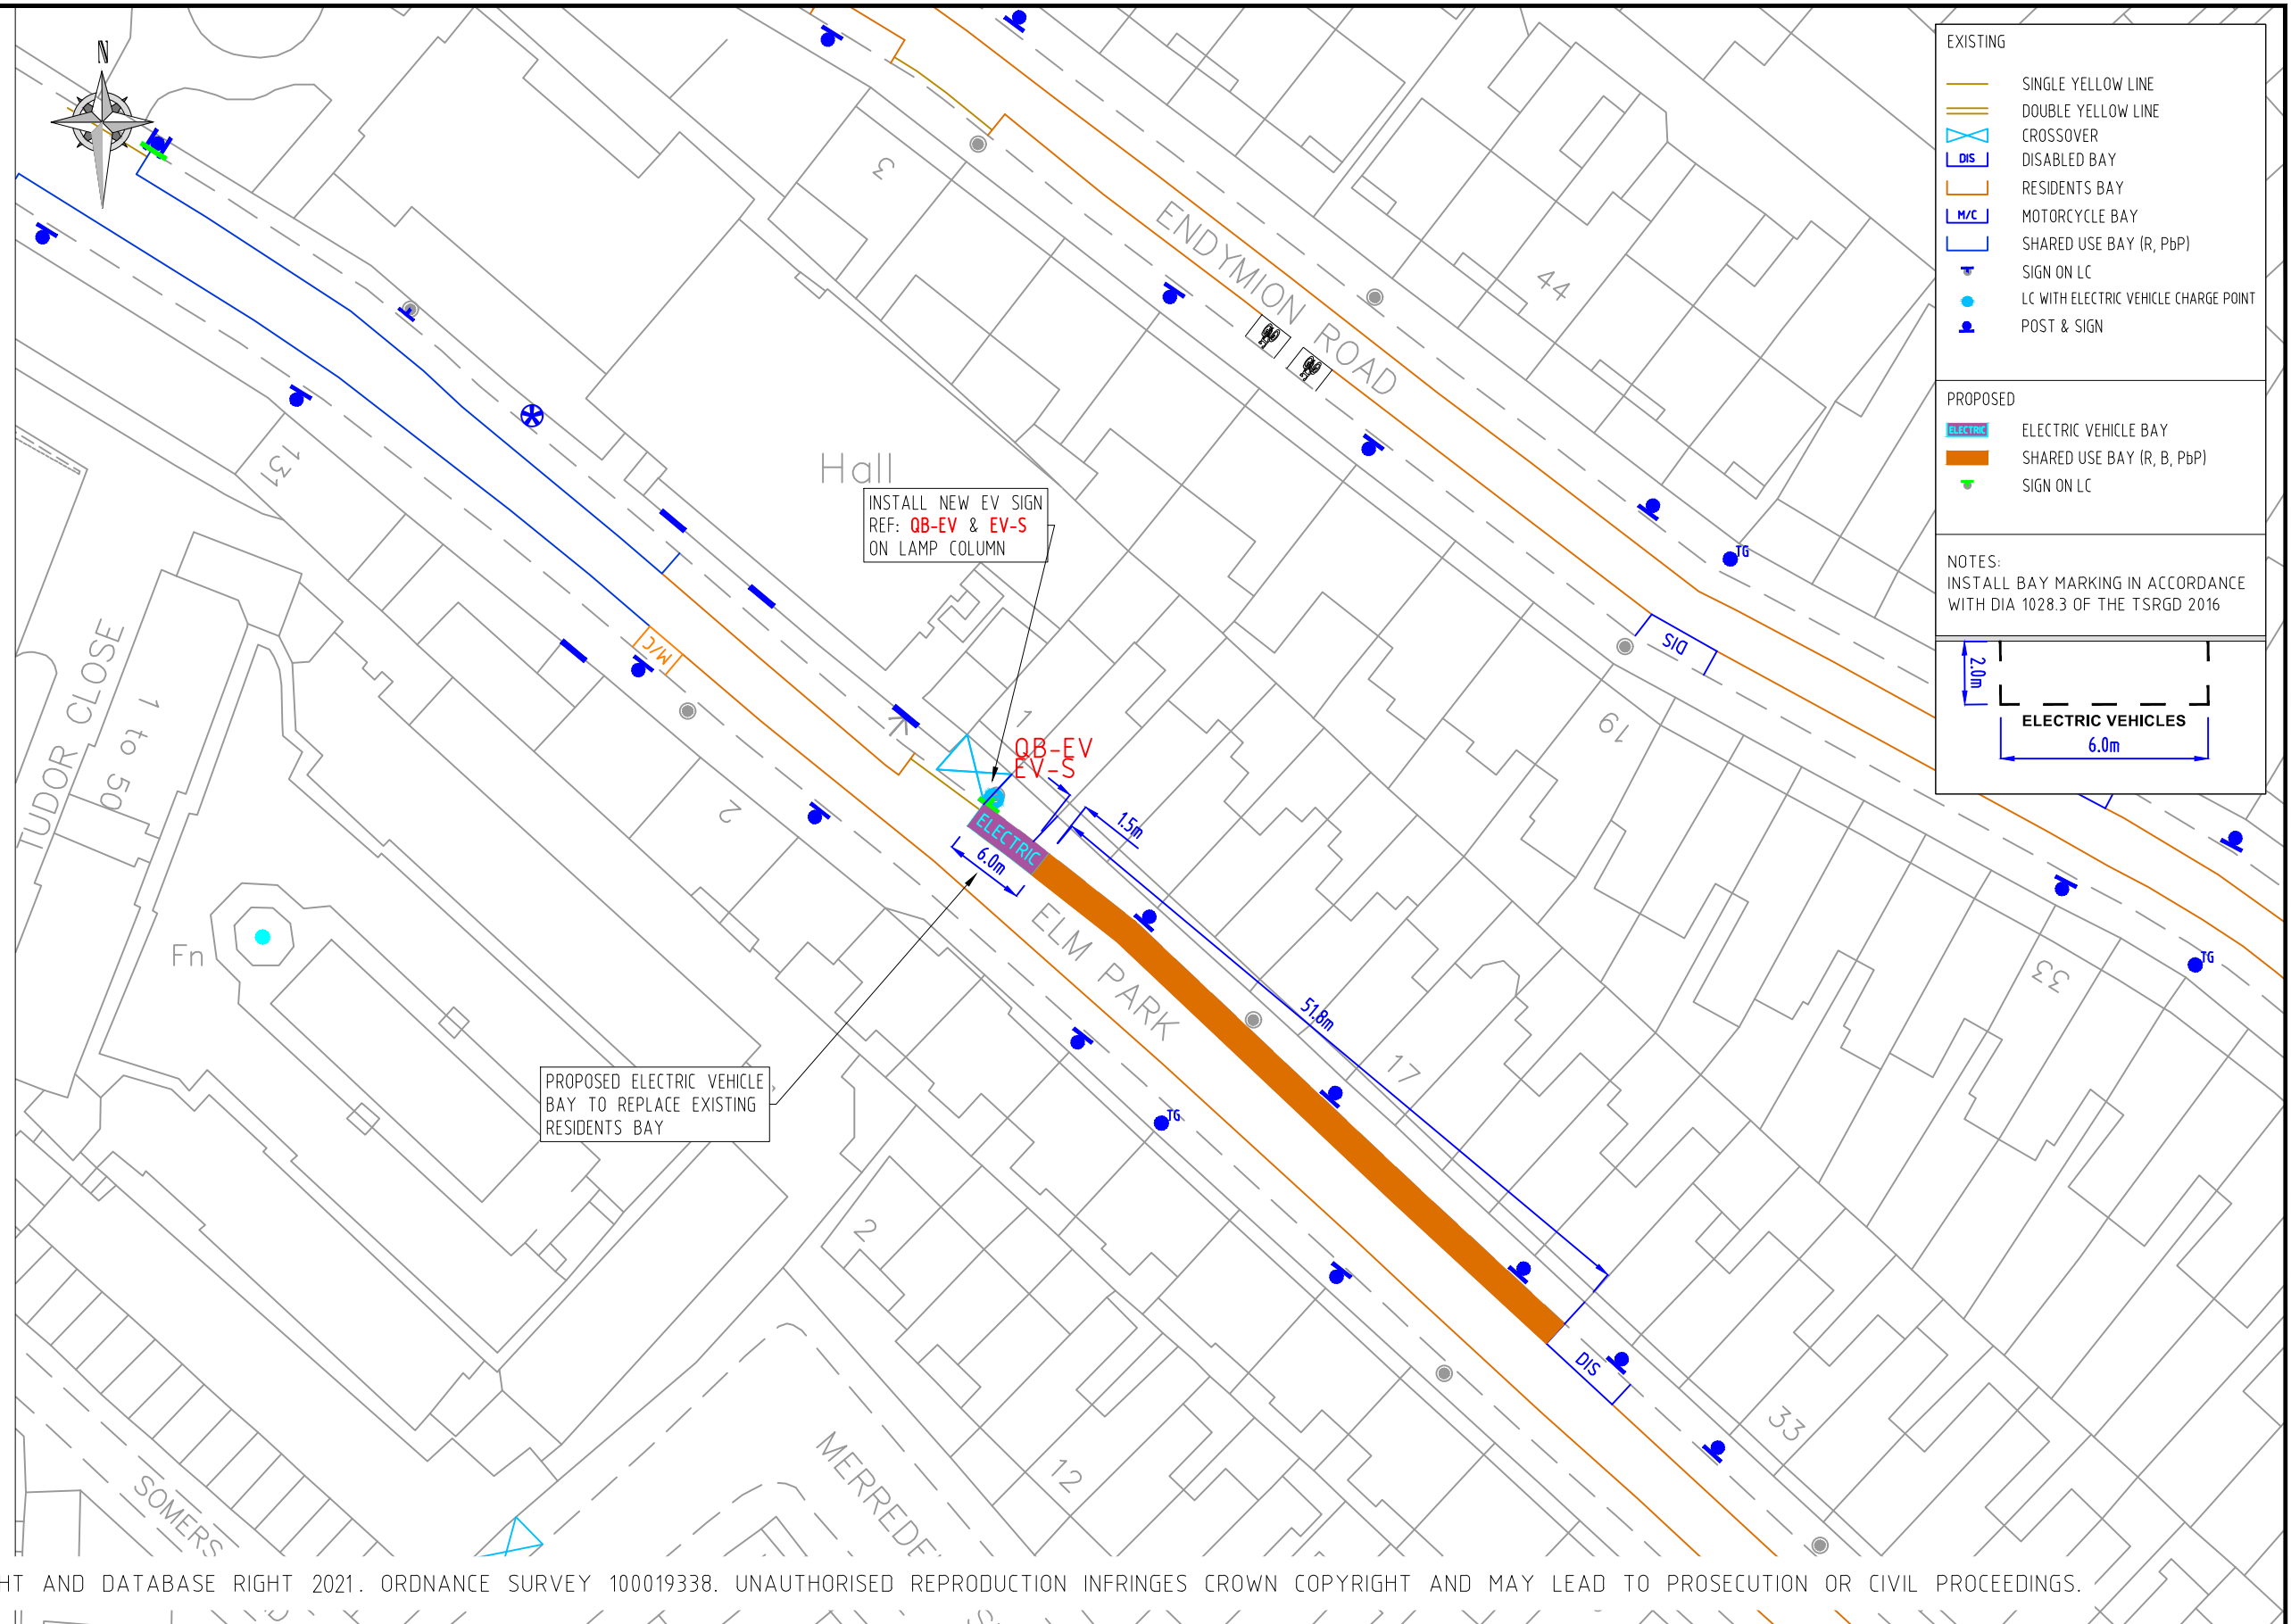 N
EXISTING
SINGLE YELLOW LINE
DOUBLE YELLOW LINE
CROSSOVER
DIS DISABLED BAY
RESIDENTS BAY
M/C MOTORCYCLE BAY
SHARED USE BAY (R, PbP)
SIGN ON LC
LC WITH ELECTRIC VEHICLE CHARGE POINT
POST & SIGN
PROPOSED
ELECTRIC ELECTRIC VEHICLE BAY
SHARED USE BAY (R, B, PbP)
SIGN ON LC
NOTES:
INSTALL BAY MARKING IN ACCORDANCE
WITH DIA 1028.3 OF THE TSRGD 2016
2.0m
ELECTRIC VEHICLES
6.0m
3
ENDYMION ROAD
44
13
Hall
INSTALL NEW EV SIGN
REF: QB-EV & EV-S
ON LAMP COLUMN
TG
DIS
M/C
TUDOR CLOSE
1 to 50
19
1
QB-EV
EV-S
2
ELECTRIC
6.0m
1.5m
Fn
ELM PARK
51.8m
33
TG
17
TG
PROPOSED ELECTRIC VEHICLE
BAY TO REPLACE EXISTING
RESIDENTS BAY
2
DIS
33
12
SOMERS
MERREDE
HT AND DATABASE RIGHT 2021. ORDNANCE SURVEY 100019338. UNAUTHORISED REPRODUCTION INFRINGES CROWN COPYRIGHT AND MAY LEAD TO PROSECUTION OR CIVIL PROCEEDINGS.